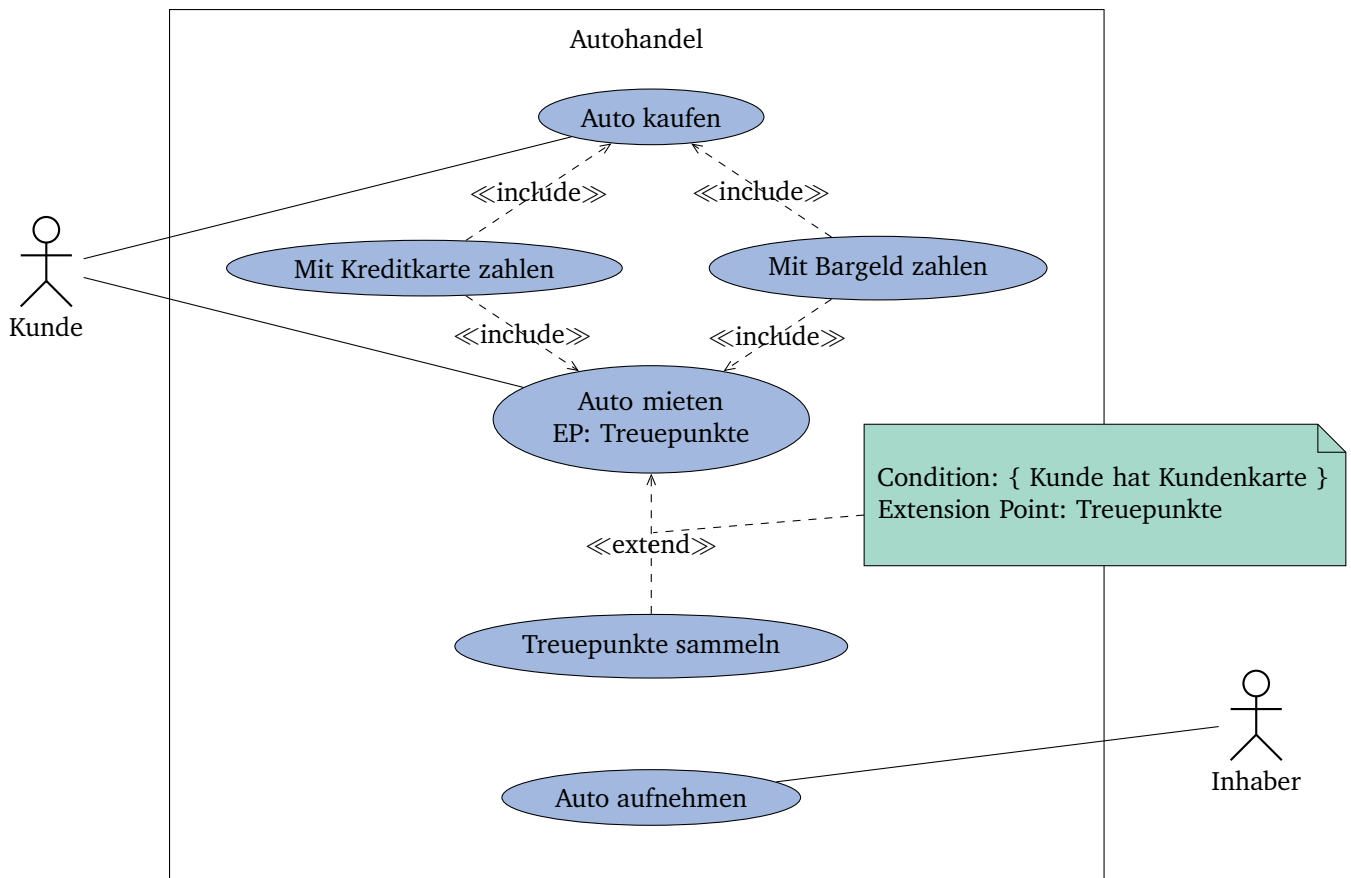 Autohandel
Auto kaufen
≪include≫
≪include≫
Mit Kreditkarte zahlen
Mit Bargeld zahlen
Kunde
≪include≫
≪include≫
Auto mieten
EP: Treuepunkte
Condition: { Kunde hat Kundenkarte }
Extension Point: Treuepunkte
≪extend≫
Treuepunkte sammeln
Inhaber
Auto aufnehmen